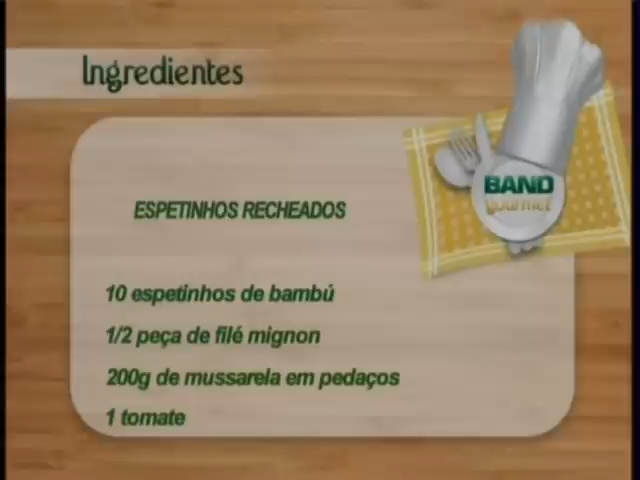 Ingredientes
BAND
gourmet
ESPETINHOS RECHEADOS
10 espetinhos de bambú
1/2 peça de filé mignon
200g de mussarela em pedaços
1 tomate